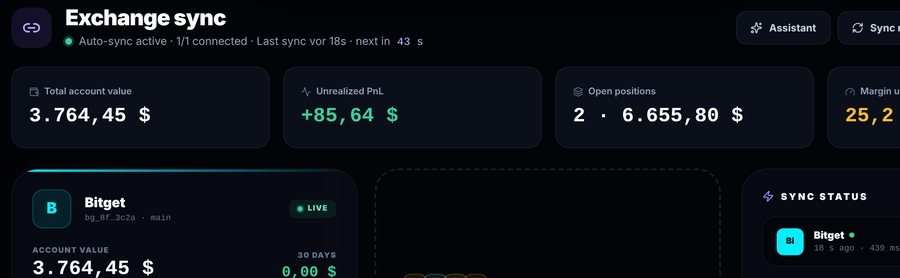 Exchange sync
Auto-sync active · 1/1 connected · Last sync vor 18s · next in 43 s
Assistant
Sync
Total account value
3.764,45 $
Unrealized PnL
+85,64 $
Open positions
2 · 6.655,80 $
Margin
25,2
B
Bitget
bg_8f…3c2a · main
LIVE
ACCOUNT VALUE
3.764,45 $
30 DAYS
0,00 $
SYNC STATUS
Bi
Bitget
18 s ago · 439 ms